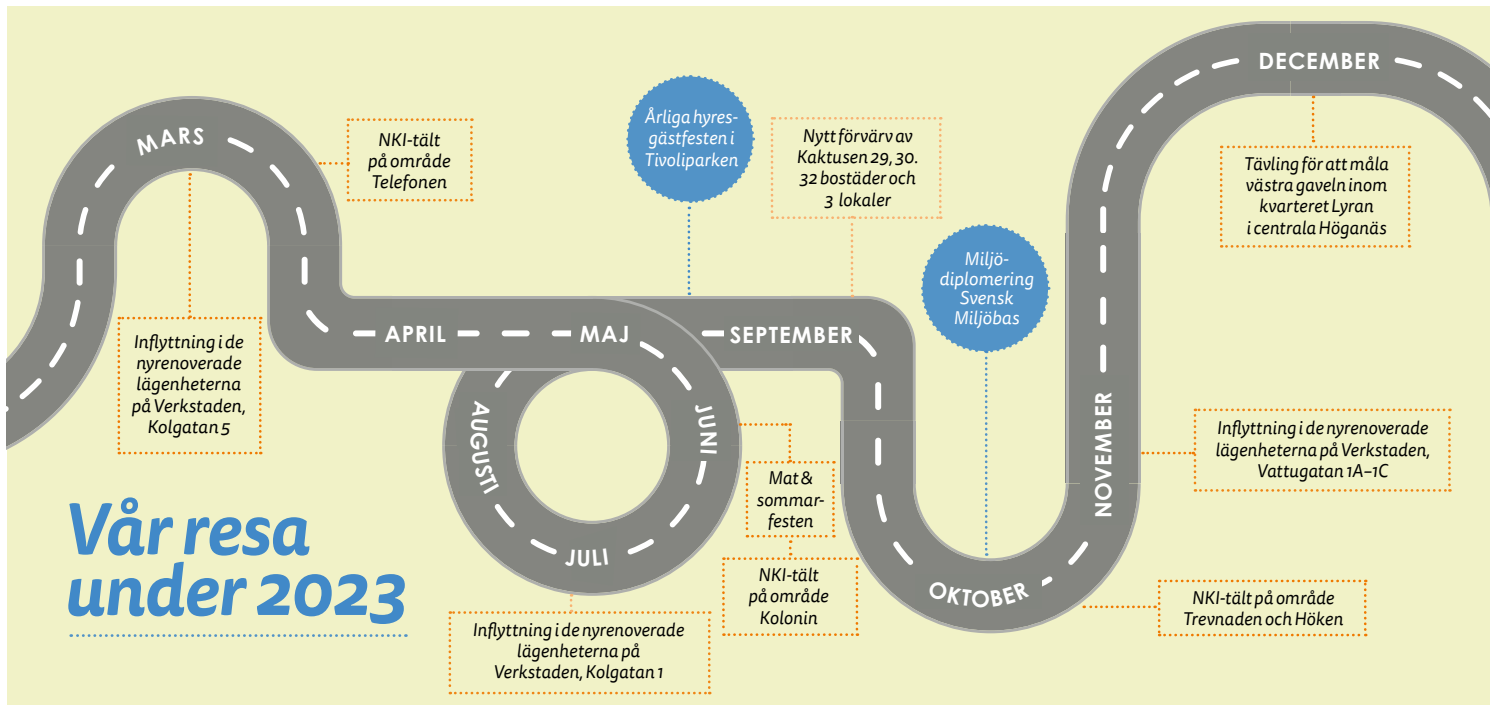 Vår resa
under 2023
MARS
Inflyttning i de
nyrenoverade
lägenheterna
på Verkstaden,
Kolgatan 5
NKI-tält
på område
Telefonen
APRIL
MAJ
JUNI
Mat &
sommar-
festen
NKI-tält
på område
Kolonin
JULI
Inflyttning i de nyrenoverade
lägenheterna på
Verkstaden, Kolgatan 1
AUGUSTI
SEPTEMBER
Årliga hyres-
gästfesten i
Tivoliparken
Nytt förvärv av
Kaktusen 29, 30.
32 bostäder och
3 lokaler
OKTOBER
Miljö-
diplomering
Svensk
Miljöbas
NKI-tält på område
Trevnaden och Höken
NOVEMBER
Inflyttning i de nyrenoverade
lägenheterna på Verkstaden,
Vattugatan 1A–1C
DECEMBER
Tävling för att måla
västra gaveln inom
kvarteret Lyran
i centrala Höganäs